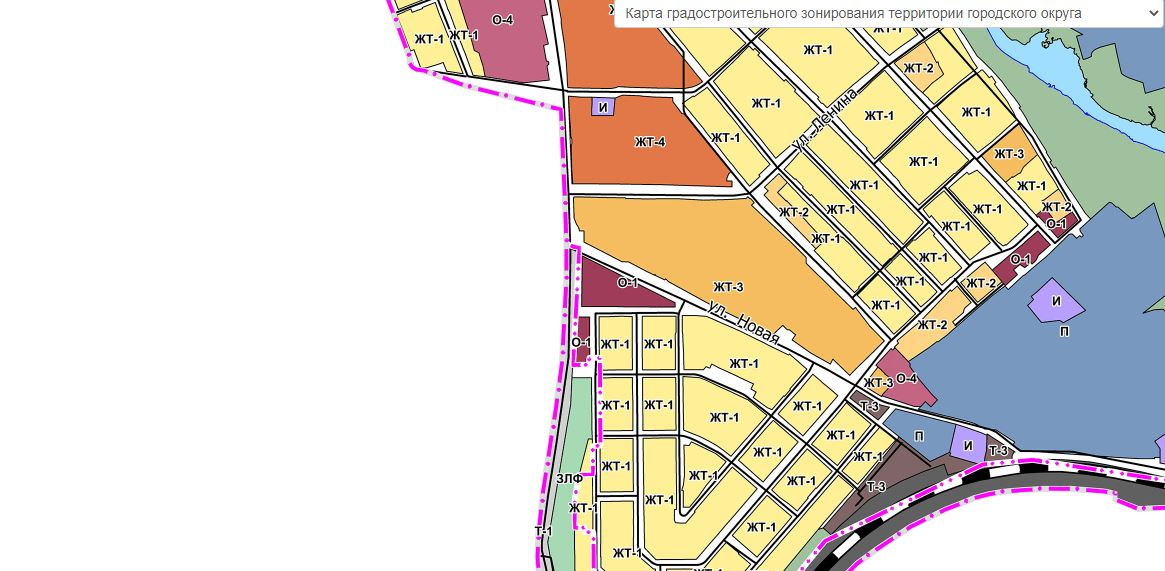 Карта градостроительного зонирования территории городского округа
О-4
ЖТ-1
ЖТ-1
ЖТ-1
ЖТ-1
ЖТ-2
И
ЖТ-4
ЖТ-1
ЖТ-1
ул. Ленина
ЖТ-1
ЖТ-1
ЖТ-1
ЖТ-3
ЖТ-1
ЖТ-1
ЖТ-2
О-1
ЖТ-2
ЖТ-1
ЖТ-1
ЖТ-1
ЖТ-1
ЖТ-1
О-1
ЖТ-1
ЖТ-2
ЖТ-3
О-1
ЖТ-1
И
П
ул. Новая
ЖТ-2
О-1
ЖТ-1
ЖТ-1
ЖТ-1
ЖТ-3
О-4
ЖТ-1
ЖТ-1
ЖТ-1
ЖТ-1
Т-3
ЖТ-1
П
И
Т-3
ЖТ-1
ЖТ-1
ЖТ-1
ЖТ-1
ЖТ-1
Т-3
ЗЛФ
ЖТ-1
ЖТ-1
ЖТ-1
Т-1
ЖТ-1
ЖТ-1